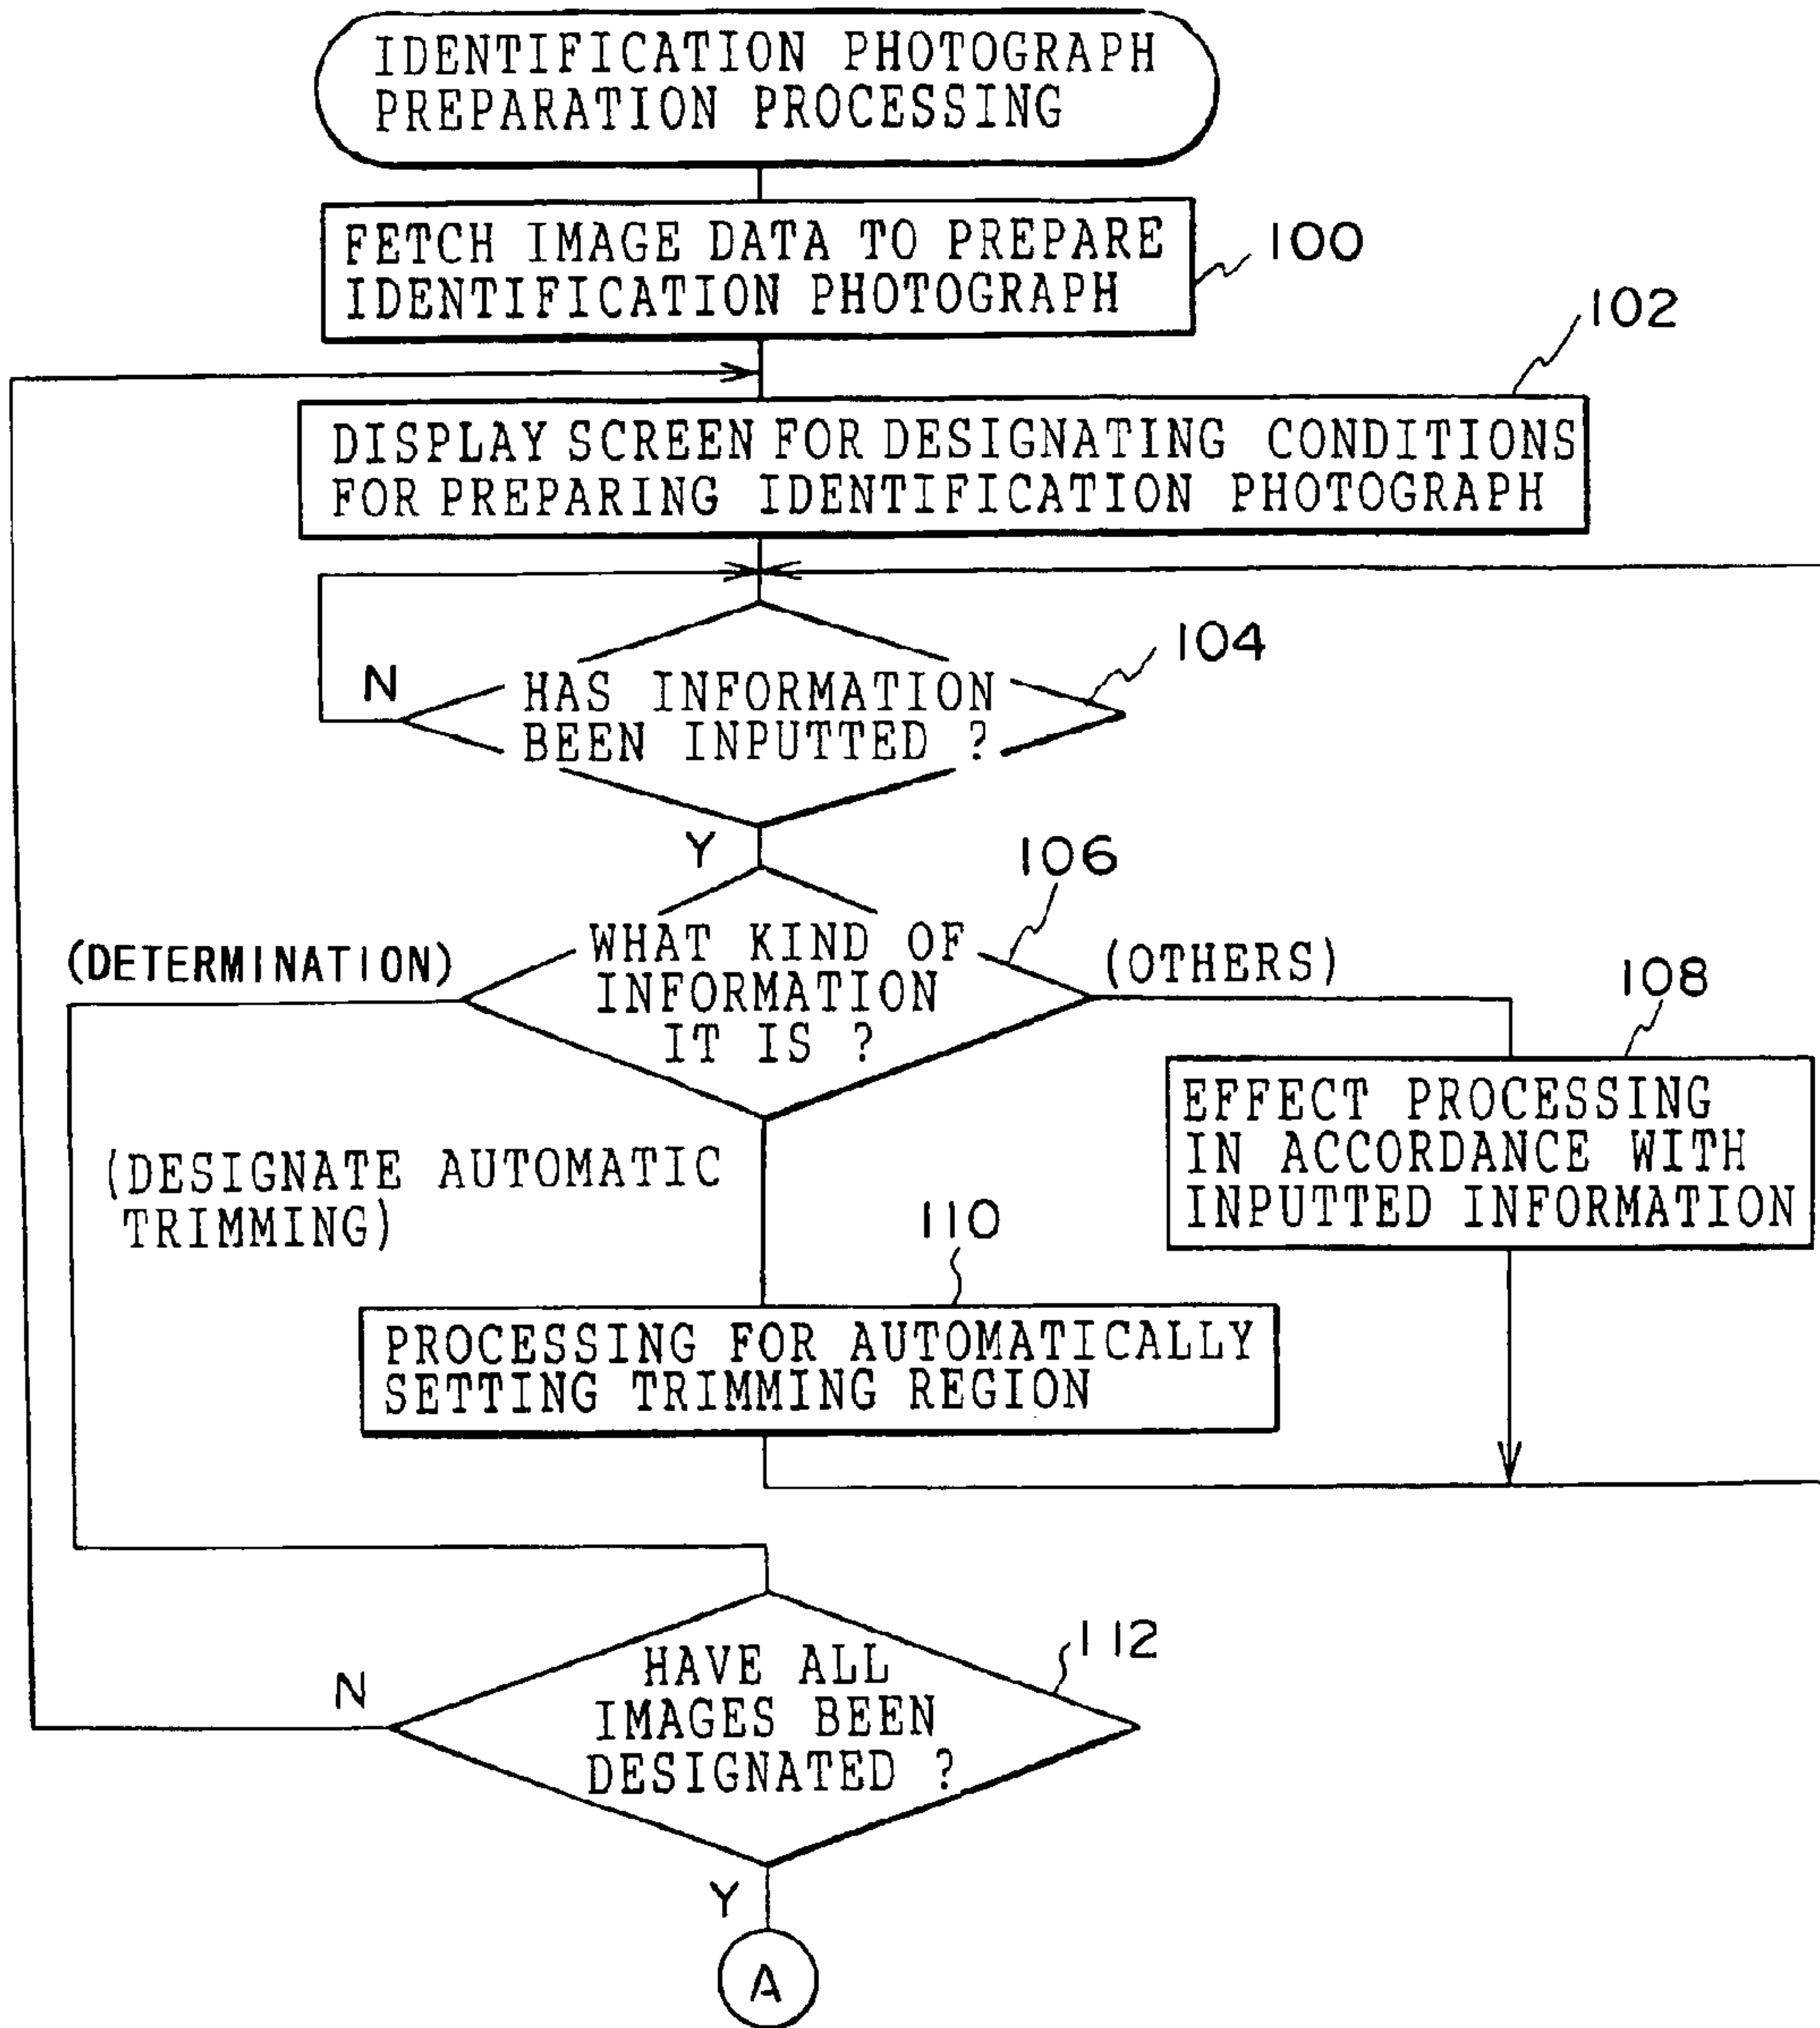 IDENTIFICATION PHOTOGRAPH
PREPARATION PROCESSING
FETCH IMAGE DATA TO PREPARE
IDENTIFICATION PHOTOGRAPH
100
102
DISPLAY SCREEN FOR DESIGNATING CONDITIONS
FOR PREPARING IDENTIFICATION PHOTOGRAPH
104
N
HAS INFORMATION
BEEN INPUTTED ?
Y
106
(DETERMINATION)
WHAT KIND OF
INFORMATION
IT IS ?
(OTHERS)
108
EFFECT PROCESSING
IN ACCORDANCE WITH
INPUTTED INFORMATION
(DESIGNATE AUTOMATIC
TRIMMING)
110
PROCESSING FOR AUTOMATICALLY
SETTING TRIMMING REGION
112
N
HAVE ALL
IMAGES BEEN
DESIGNATED ?
Y
A